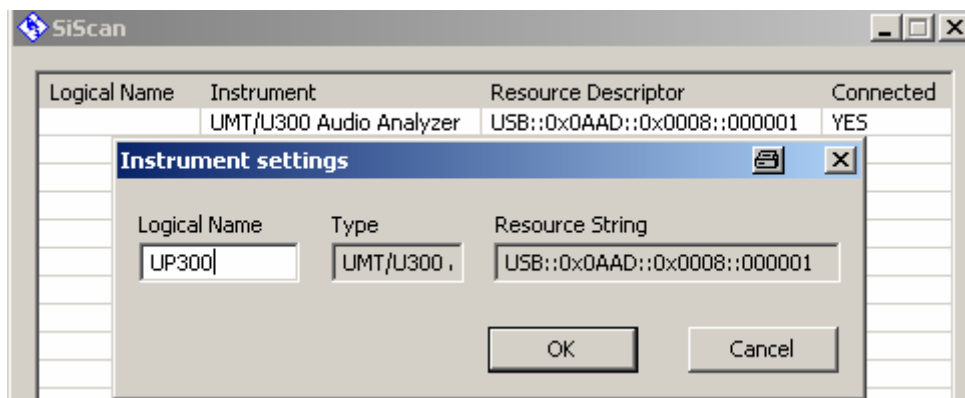 SiScan
Logical Name Instrument Resource Descriptor Connected
UMT/U300 Audio Analyzer USB::0x0AAD::0x0008::000001 YES
Instrument settings
Logical Name Type Resource String
UP300 UMT/U300 USB::0x0AAD::0x0008::000001
OK Cancel